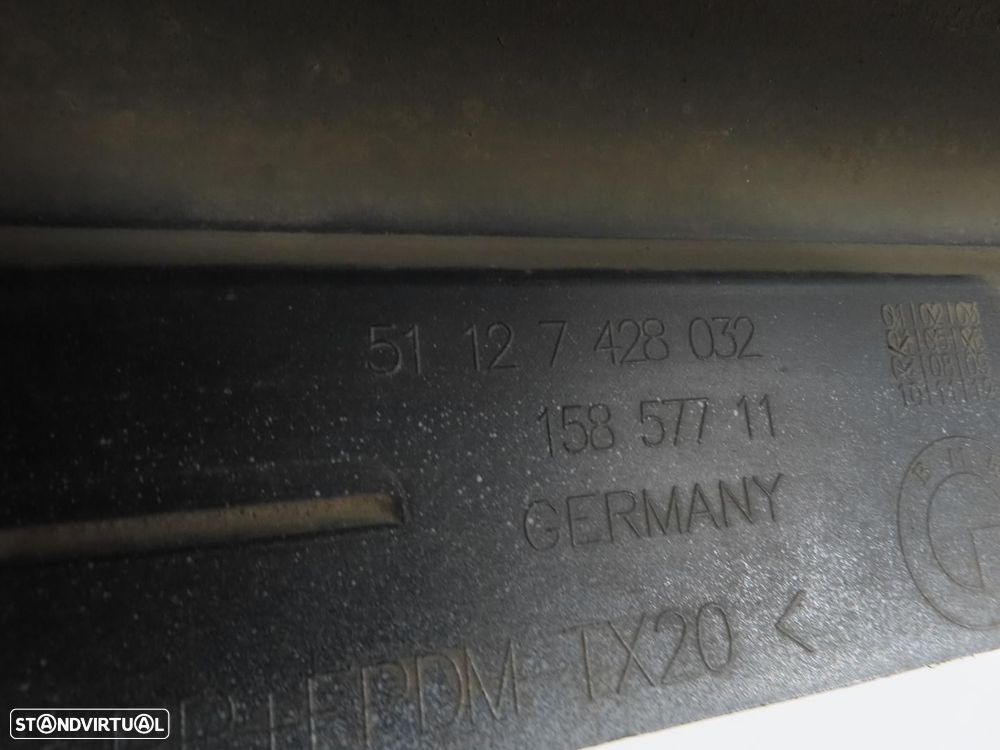 51 12 7 428 032
158 577 11
GERMANY
P+EPDM-TX20<
STANDVIRTUAL